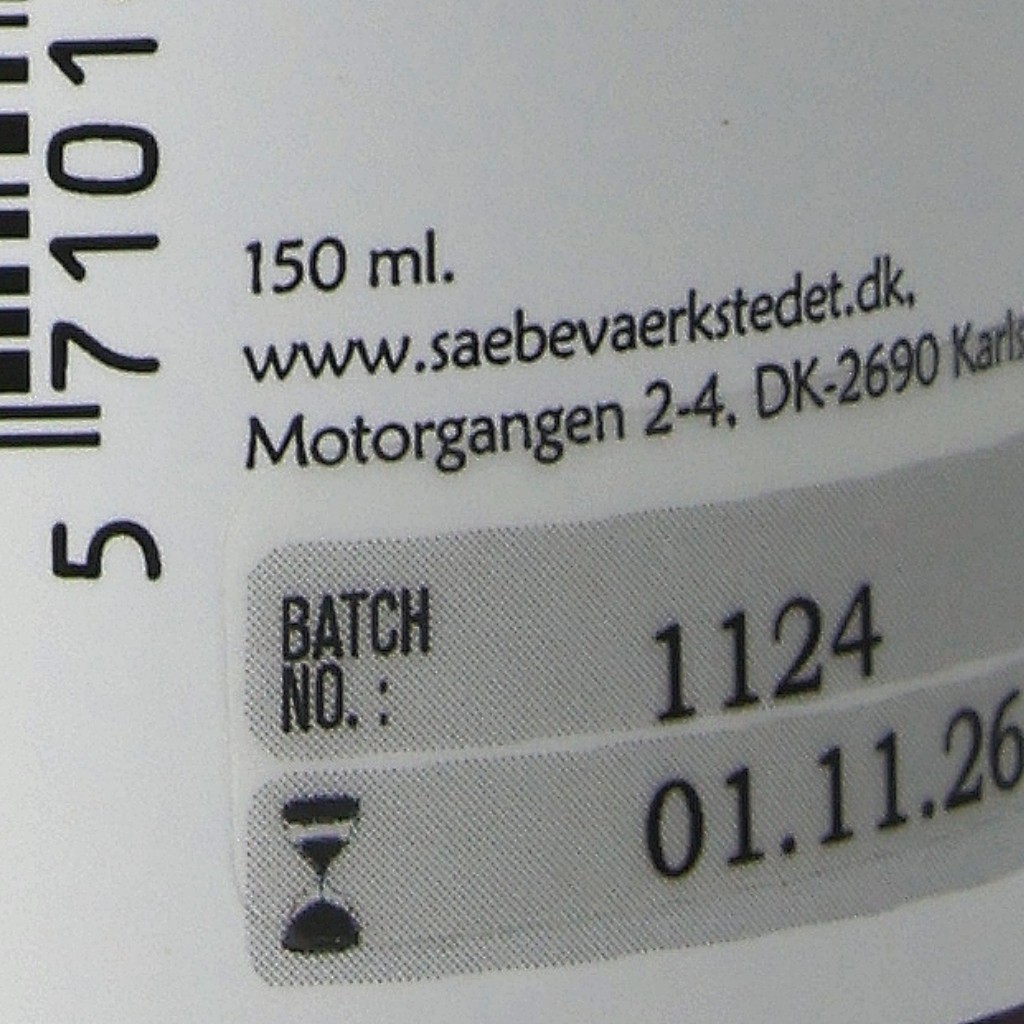 5 7101
150 ml.
www.saebevaerkstedet.dk,
Motorgangen 2-4, DK-2690
BATCH
NO.: 1124
01.11.26